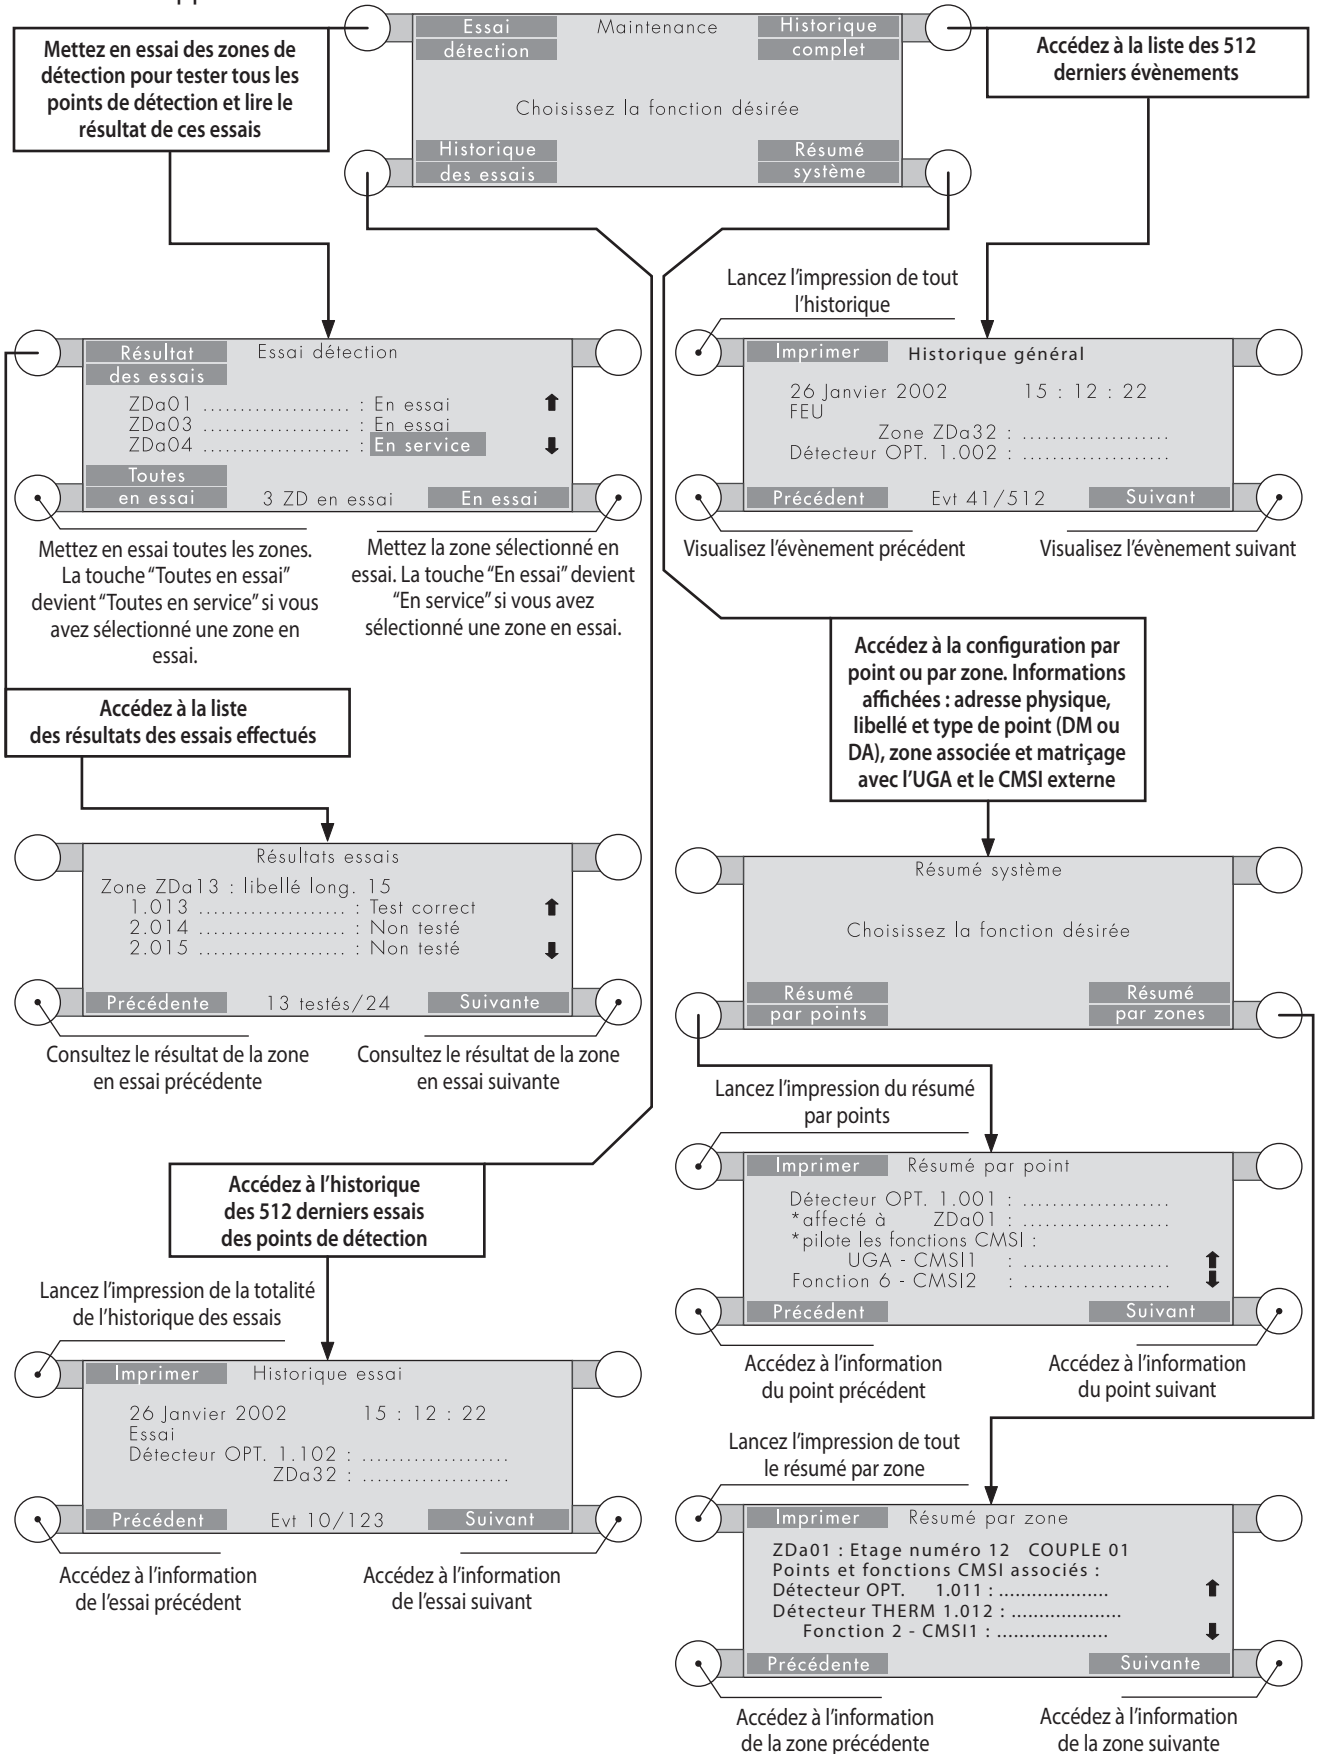 Mettez en essai des zones de
détection pour tester tous les
points de détection et lire le
résultat de ces essais
Essai
détection
Maintenance
Historique
complet
Choisissez la fonction désirée
Historique
des essais
Résumé
système
Accédez à la liste des 512
derniers évènements
Résultat
des essais
Essai détection
ZDa01 .................... : En essai
ZDa03 .................... : En essai
ZDa04 .................... : En service
Toutes
en essai
3 ZD en essai
En essai
Mettez en essai toutes les zones.
La touche “Toutes en essai”
devient “Toutes en service” si vous
avez sélectionné une zone en
essai.
Mettez la zone sélectionné en
essai. La touche “En essai” devient
“En service” si vous avez
sélectionné une zone en essai.
Lancez l’impression de tout
l’historique
Imprimer
Historique général
26 Janvier 2002 15 : 12 : 22
FEU
Zone ZDa32 : ....................
Détecteur OPT. 1.002 : ....................
Précédent
Evt 41/512
Suivant
Visualisez l’évènement précédent
Visualisez l’évènement suivant
Accédez à la liste
des résultats des essais effectués
Accédez à la configuration par
point ou par zone. Informations
affichées : adresse physique,
libellé et type de point (DM ou
DA), zone associée et matriçage
avec l’UGA et le CMSI externe
Résultats essais
Zone ZDa13 : libellé long. 15
1.013 .................... : Test correct
2.014 .................... : Non testé
2.015 .................... : Non testé
Précédente
13 testés/24
Suivante
Consultez le résultat de la zone
en essai précédente
Consultez le résultat de la zone
en essai suivante
Résumé système
Choisissez la fonction désirée
Résumé
par points
Résumé
par zones
Lancez l’impression du résumé
par points
Imprimer
Résumé par point
Détecteur OPT. 1.001 : ....................
*affecté à ZDa01 : ....................
*pilote les fonctions CMSI :
UGA - CMSI1 : ....................
Fonction 6 - CMSI2 : ....................
Précédent
Suivant
Accédez à l’information
du point précédent
Accédez à l’information
du point suivant
Accédez à l’historique
des 512 derniers essais
des points de détection
Lancez l’impression de la totalité
de l’historique des essais
Imprimer
Historique essai
26 Janvier 2002 15 : 12 : 22
Essai
Détecteur OPT. 1.102 : ....................
ZDa32 : ....................
Précédent
Evt 10/123
Suivant
Accédez à l’information
de l’essai précédent
Accédez à l’information
de l’essai suivant
Lancez l’impression de tout
le résumé par zone
Imprimer
Résumé par zone
ZDa01 : Etage numéro 12 COUPLE 01
Points et fonctions CMSI associés :
Détecteur OPT. 1.011 : ....................
Détecteur THERM 1.012 : ....................
Fonction 2 - CMSI1 : ....................
Précédente
Suivante
Accédez à l’information
de la zone précédente
Accédez à l’information
de la zone suivante